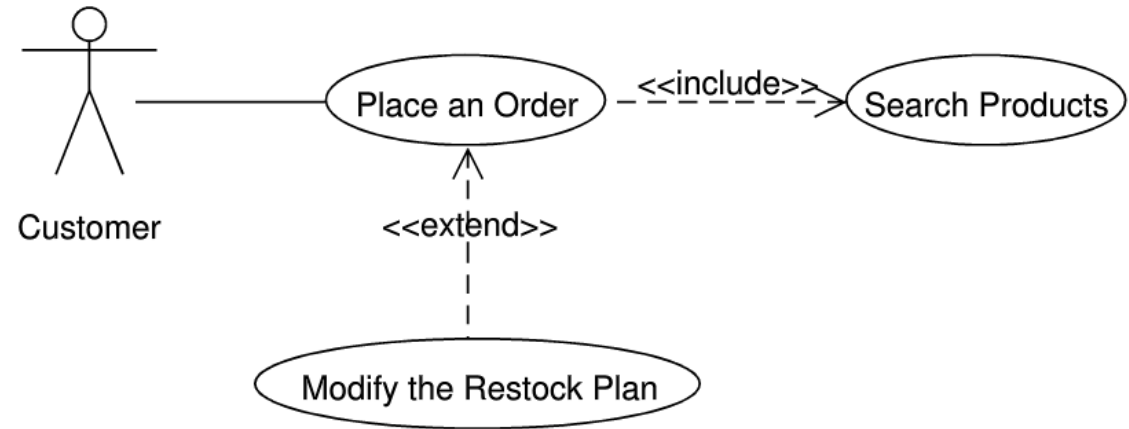 Place an Order
<<include>>
Search Products
Customer
<<extend>>
Modify the Restock Plan